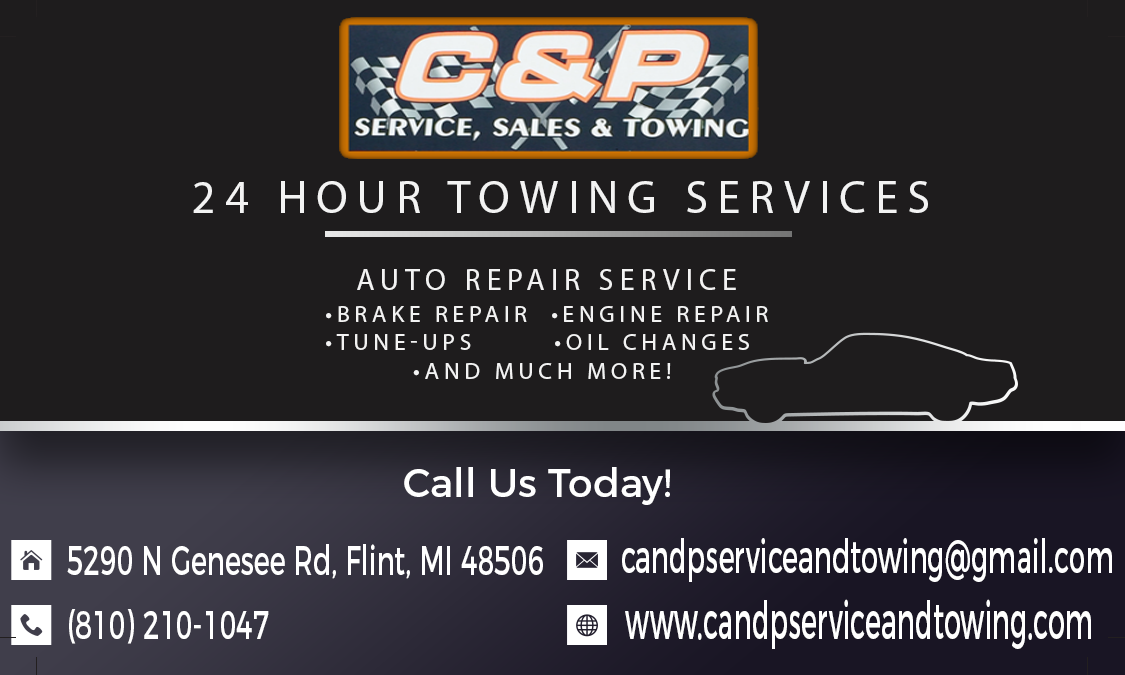 C&P
SERVICE, SALES & TOWING
24 HOUR TOWING SERVICES
AUTO REPAIR SERVICE
•BRAKE REPAIR •ENGINE REPAIR
•TUNE-UPS •OIL CHANGES
•AND MUCH MORE!
Call Us Today!
5290 N Genesee Rd, Flint, MI 48506
candpserviceandtowing@gmail.com
(810) 210-1047
www.candpserviceandtowing.com